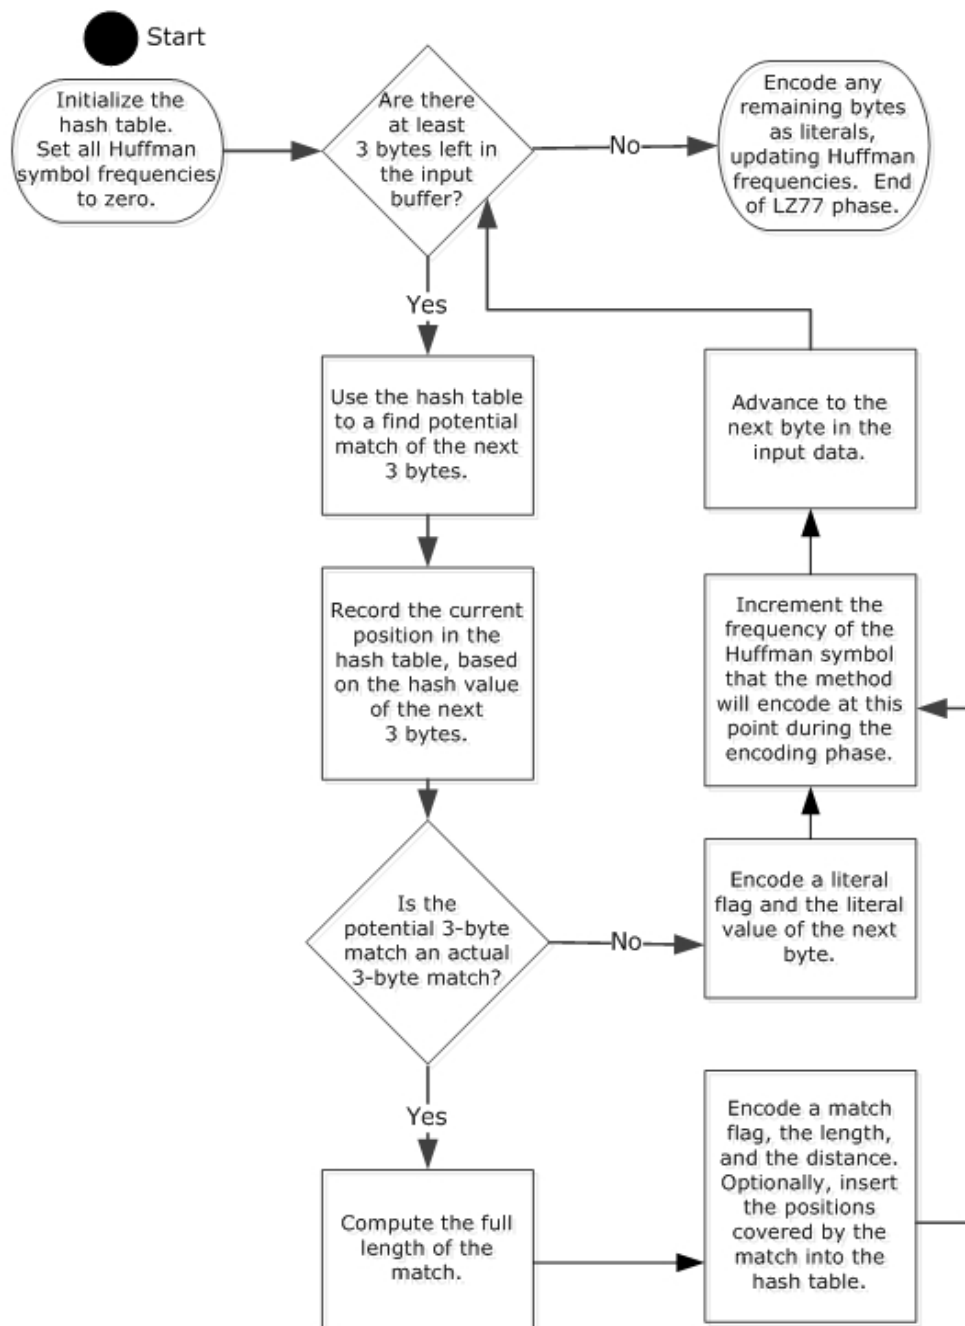 Start
Initialize the
hash table.
Set all Huffman
symbol frequencies
to zero.
Are there
at least
3 bytes left in
the input
buffer?
No
Encode any
remaining bytes
as literals,
updating Huffman
frequencies.  End
of LZ77 phase.
Yes
Use the hash table
to a find potential
match of the next
3 bytes.
Advance to the
next byte in the
input data.
Record the current
position in the
hash table, based
on the hash value
of the next
3 bytes.
Increment the
frequency of the
Huffman symbol
that the method
will encode at this
point during the
encoding phase.
Is the
potential 3-byte
match an actual
3-byte match?
No
Encode a literal
flag and the literal
value of the next
byte.
Yes
Compute the full
length of the
match.
Encode a match
flag, the length,
and the distance.
Optionally, insert
the positions
covered by the
match into the
hash table.